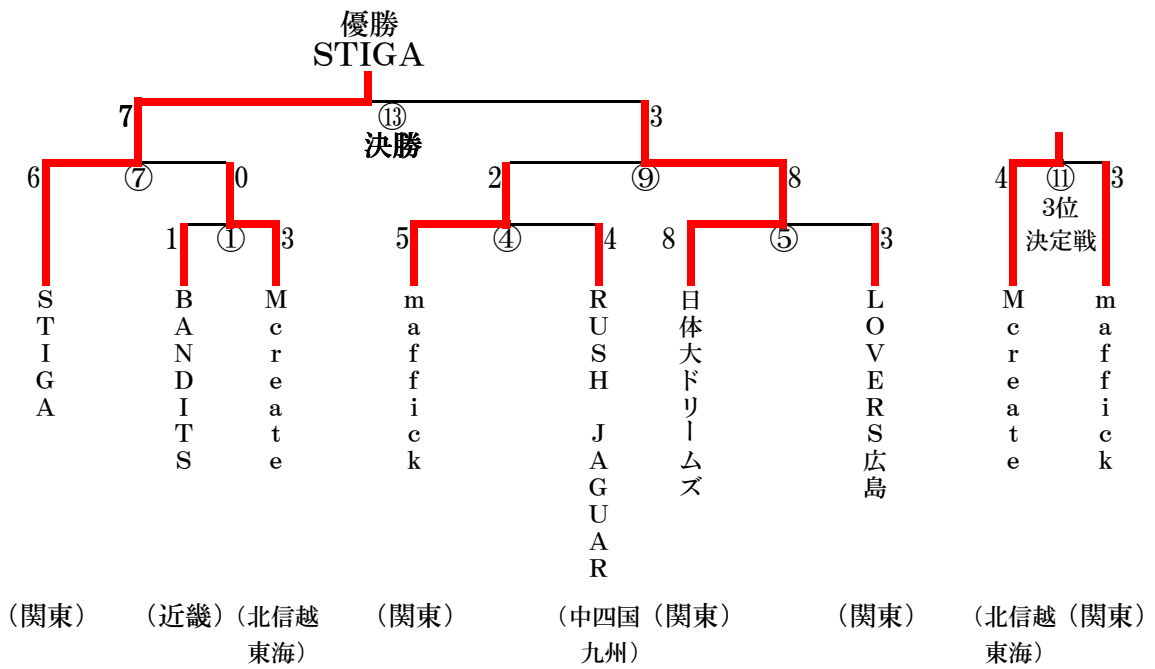 優勝
STIGA
7
⑬
3
決勝
6
⑦
0
2
⑨
8
4
⑪
3
3位
決定戦
1
①
3
5
④
4
8
⑤
3
STIGA
BANDITS
Mcreate
maffick
RUSH JAGUAR
日体大ドリームズ
LOVERS広島
Mcreate
maffick
(関東)
(近畿)
(北信越
東海)
(関東)
(中四国
九州)
(関東)
(関東)
(北信越
東海)
(関東)